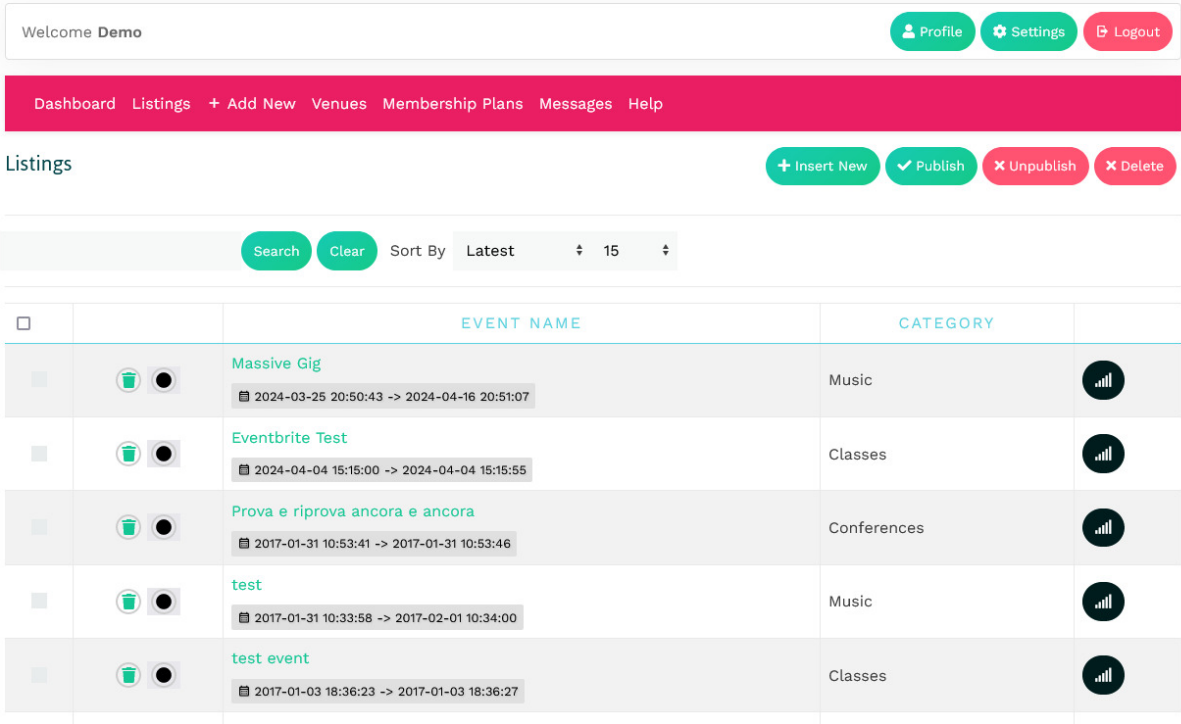 Welcome Demo
Profile Settings Logout
Dashboard Listings + Add New Venues Membership Plans Messages Help
Listings
Insert New Publish Unpublish Delete
Search Clear Sort By Latest 15
EVENT NAME CATEGORY
Massive Gig
2024-03-25 20:50:43 -> 2024-04-16 20:51:07
Music
Eventbrite Test
2024-04-04 15:15:00 -> 2024-04-04 15:15:55
Classes
Prova e riprova ancora e ancora
2017-01-31 10:53:41 -> 2017-01-31 10:53:46
Conferences
test
2017-01-31 10:33:58 -> 2017-02-01 10:34:00
Music
test event
2017-01-03 18:36:23 -> 2017-01-03 18:36:27
Classes